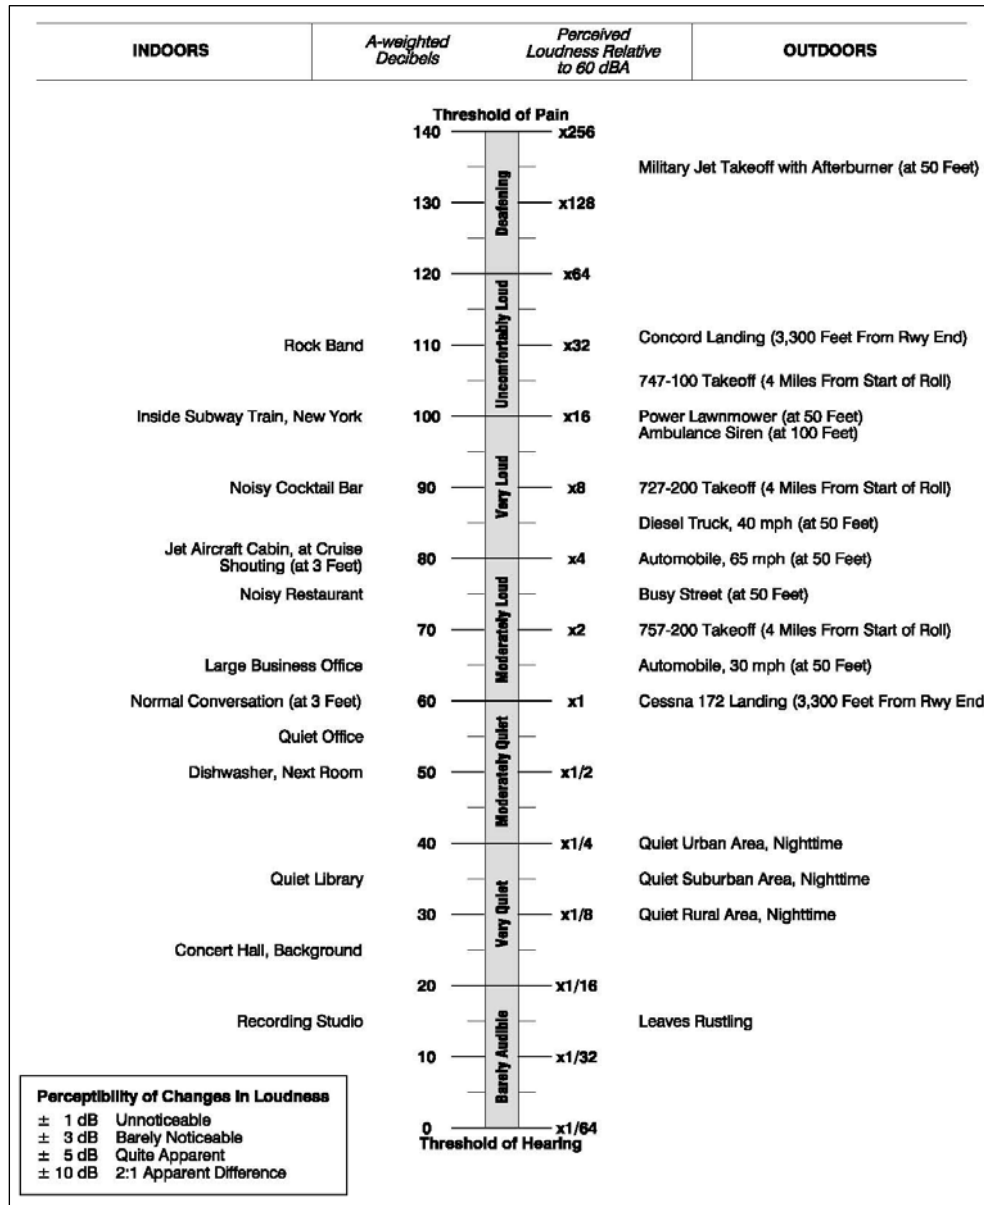 INDOORS A-weighted Decibels Perceived Loudness Relative to 60 dBA OUTDOORS
Threshold of Pain
140 x256
Military Jet Takeoff with Afterburner (at 50 Feet)
Deafening
130 x128
120 x64
Uncomfortably Loud
Rock Band 110 x32 Concord Landing (3,300 Feet From Rwy End)
747-100 Takeoff (4 Miles From Start of Roll)
Inside Subway Train, New York 100 x16 Power Lawnmower (at 50 Feet)
Ambulance Siren (at 100 Feet)
Very Loud
Noisy Cocktail Bar 90 x8 727-200 Takeoff (4 Miles From Start of Roll)
Diesel Truck, 40 mph (at 50 Feet)
Jet Aircraft Cabin, at Cruise
Shouting (at 3 Feet) 80 x4 Automobile, 65 mph (at 50 Feet)
Noisy Restaurant Busy Street (at 50 Feet)
Moderately Loud
70 x2 757-200 Takeoff (4 Miles From Start of Roll)
Large Business Office Automobile, 30 mph (at 50 Feet)
Normal Conversation (at 3 Feet) 60 x1 Cessna 172 Landing (3,300 Feet From Rwy End
Quiet Office
Moderately Quiet
Dishwasher, Next Room 50 x1/2
40 x1/4 Quiet Urban Area, Nighttime
Quiet Library Quiet Suburban Area, Nighttime
Very Quiet
30 x1/8 Quiet Rural Area, Nighttime
Concert Hall, Background
20 x1/16
Recording Studio Leaves Rustling
Barely Audible
10 x1/32
0 x1/64
Threshold of Hearing
Perceptibility of Changes in Loudness
± 1 dB Unnoticeable
± 3 dB Barely Noticeable
± 5 dB Quite Apparent
± 10 dB 2:1 Apparent Difference